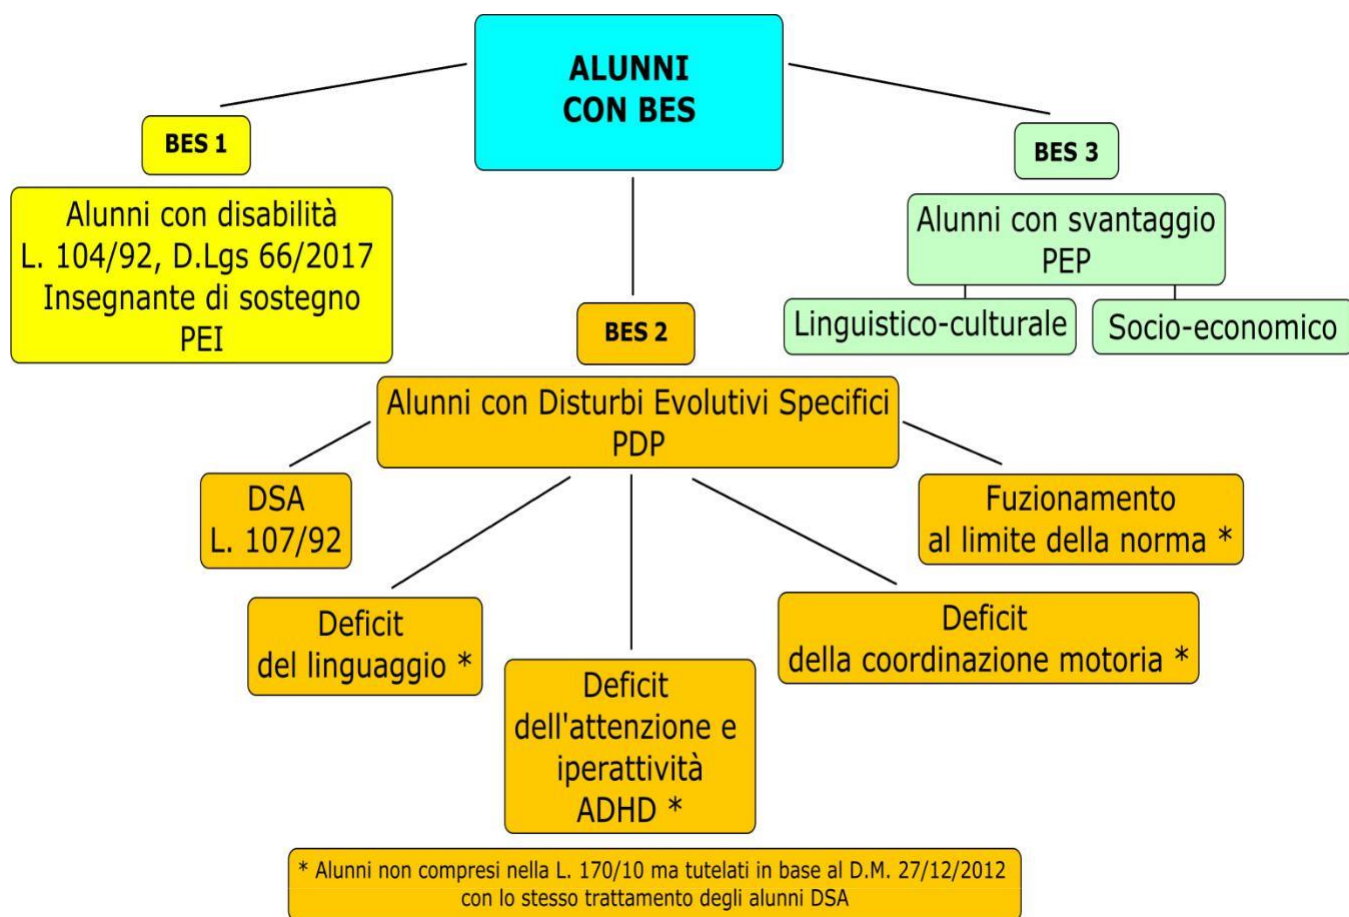 ALUNNI
CON BES
BES 1
Alunni con disabilità
L. 104/92, D.Lgs 66/2017
Insegnante di sostegno
PEI
BES 2
Alunni con Disturbi Evolutivi Specifici
PDP
DSA
L. 107/92
Deficit
del linguaggio *
Deficit
dell'attenzione e
iperattività
ADHD *
Deficit
della coordinazione motoria *
Fuzionamento
al limite della norma *
BES 3
Alunni con svantaggio
PEP
Linguistico-culturale
Socio-economico
* Alunni non compresi nella L. 170/10 ma tutelati in base al D.M. 27/12/2012
con lo stesso trattamento degli alunni DSA